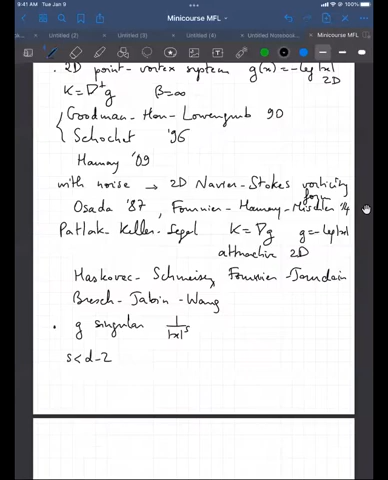 9:41 AM Tue Jan 9
100%
Minicourse MFL
Untitled (2)
Untitled (3)
Untitled (4)
Minicourse MFL
. 2D point-vortex system g(x)=-log|x| 2D
K=∇⊥g β=∞
Goodman-Hou-Lowengrub 90
Schochet '96
Hauray '09
with noise → 2D Navier-Stokes vorticity form
Osada '87, Fournier-Hauray-Mischler '14
Patlak-Keller-Segel K=∇g g=-log|x|
attractive 2D
Haskovec-Schmeiser, Fournier-Jourdain
Bresch-Jabin-Wang
. g singular 1/|x|^s
s<d-2